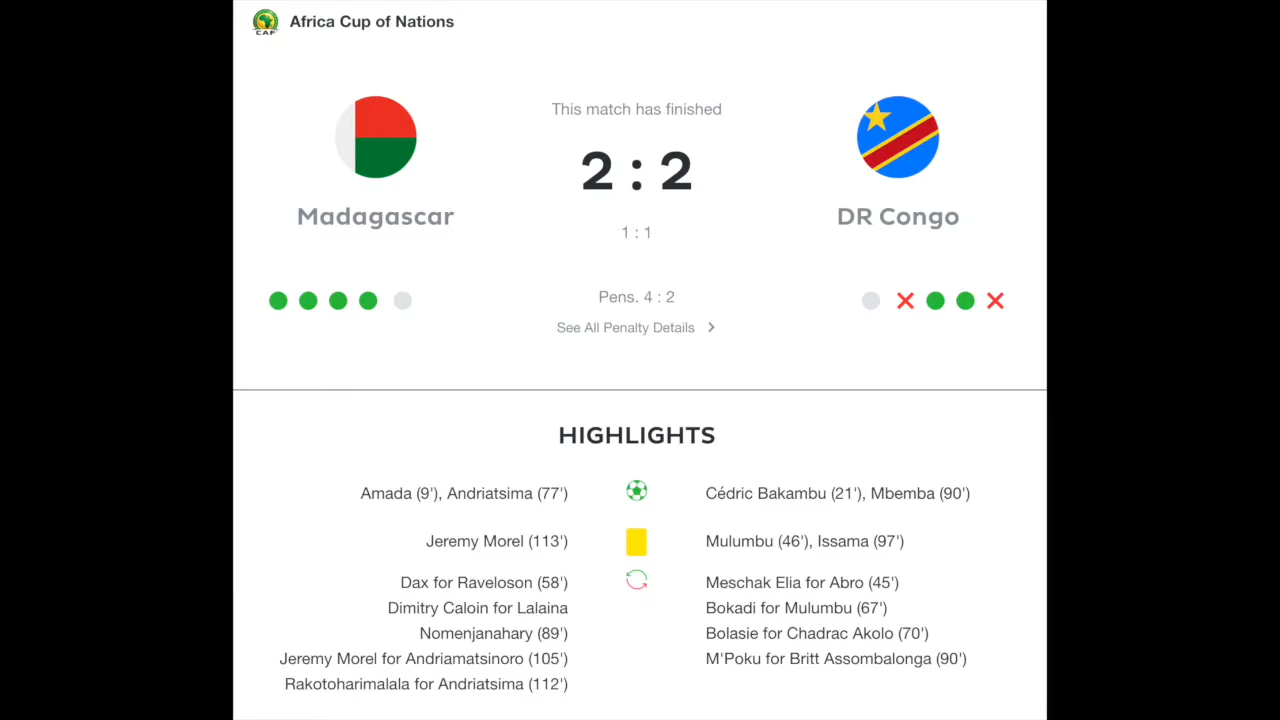 CAF
Africa Cup of Nations
This match has finished
2 : 2
Madagascar
DR Congo
1 : 1
Pens. 4 : 2
See All Penalty Details
HIGHLIGHTS
Amada (9'), Andriatsima (77')
Cédric Bakambu (21'), Mbemba (90')
Jeremy Morel (113')
Mulumbu (46'), Issama (97')
Dax for Raveloson (58')
Meschak Elia for Abro (45')
Dimitry Caloin for Lalaina
Bokadi for Mulumbu (67')
Nomenjanahary (89')
Bolasie for Chadrac Akolo (70')
Jeremy Morel for Andriamatsinoro (105')
M'Poku for Britt Assombalonga (90')
Rakotoharimalala for Andriatsima (112')